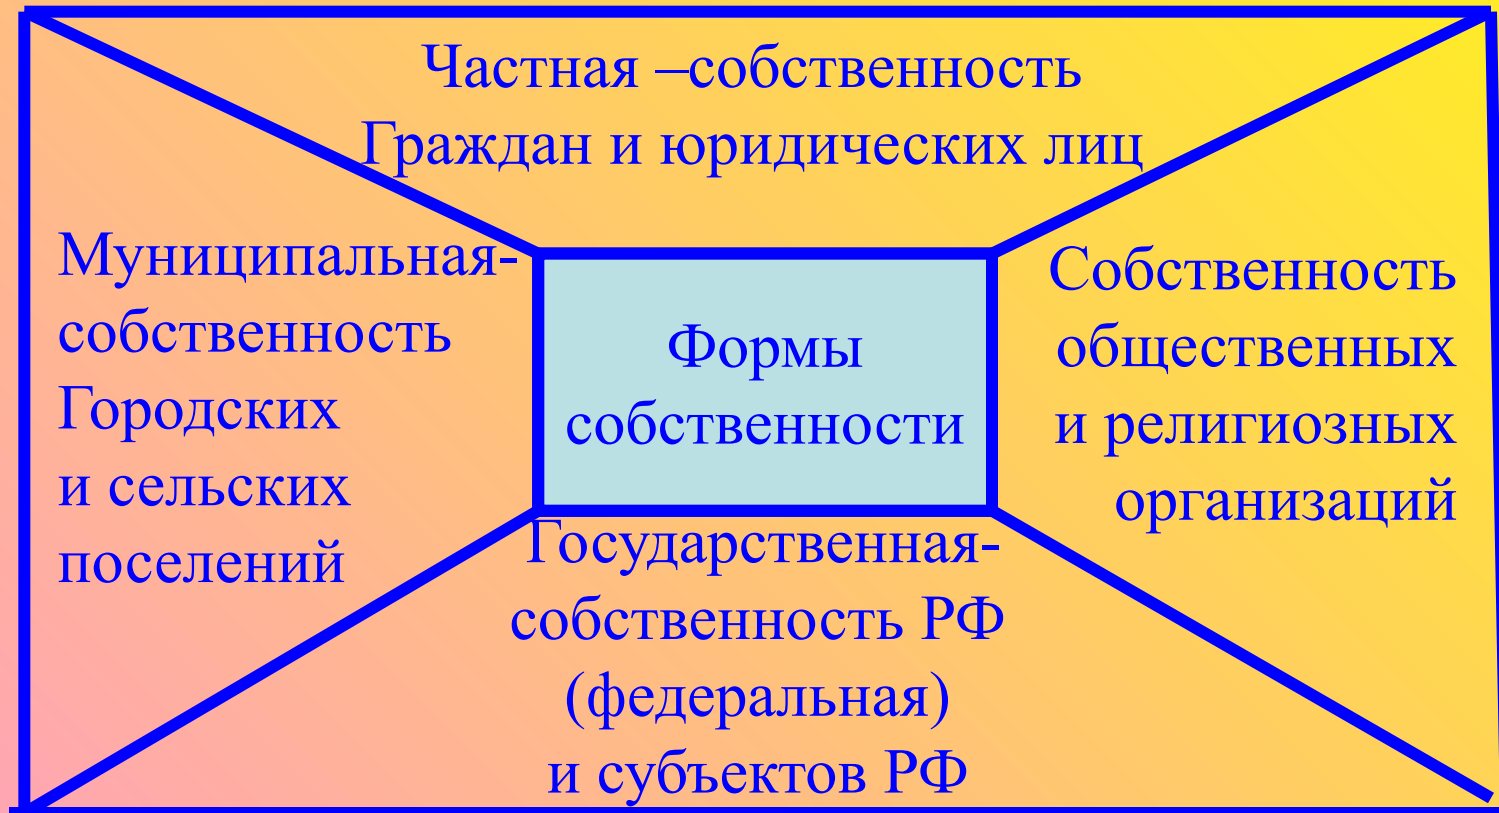 Частная –собственность
Граждан и юридических лиц
Муниципальная-
собственность
Городских
и сельских
поселений
Формы
собственности
Собственность
общественных
и религиозных
организаций
Государственная-
собственность РФ
(федеральная)
и субъектов РФ